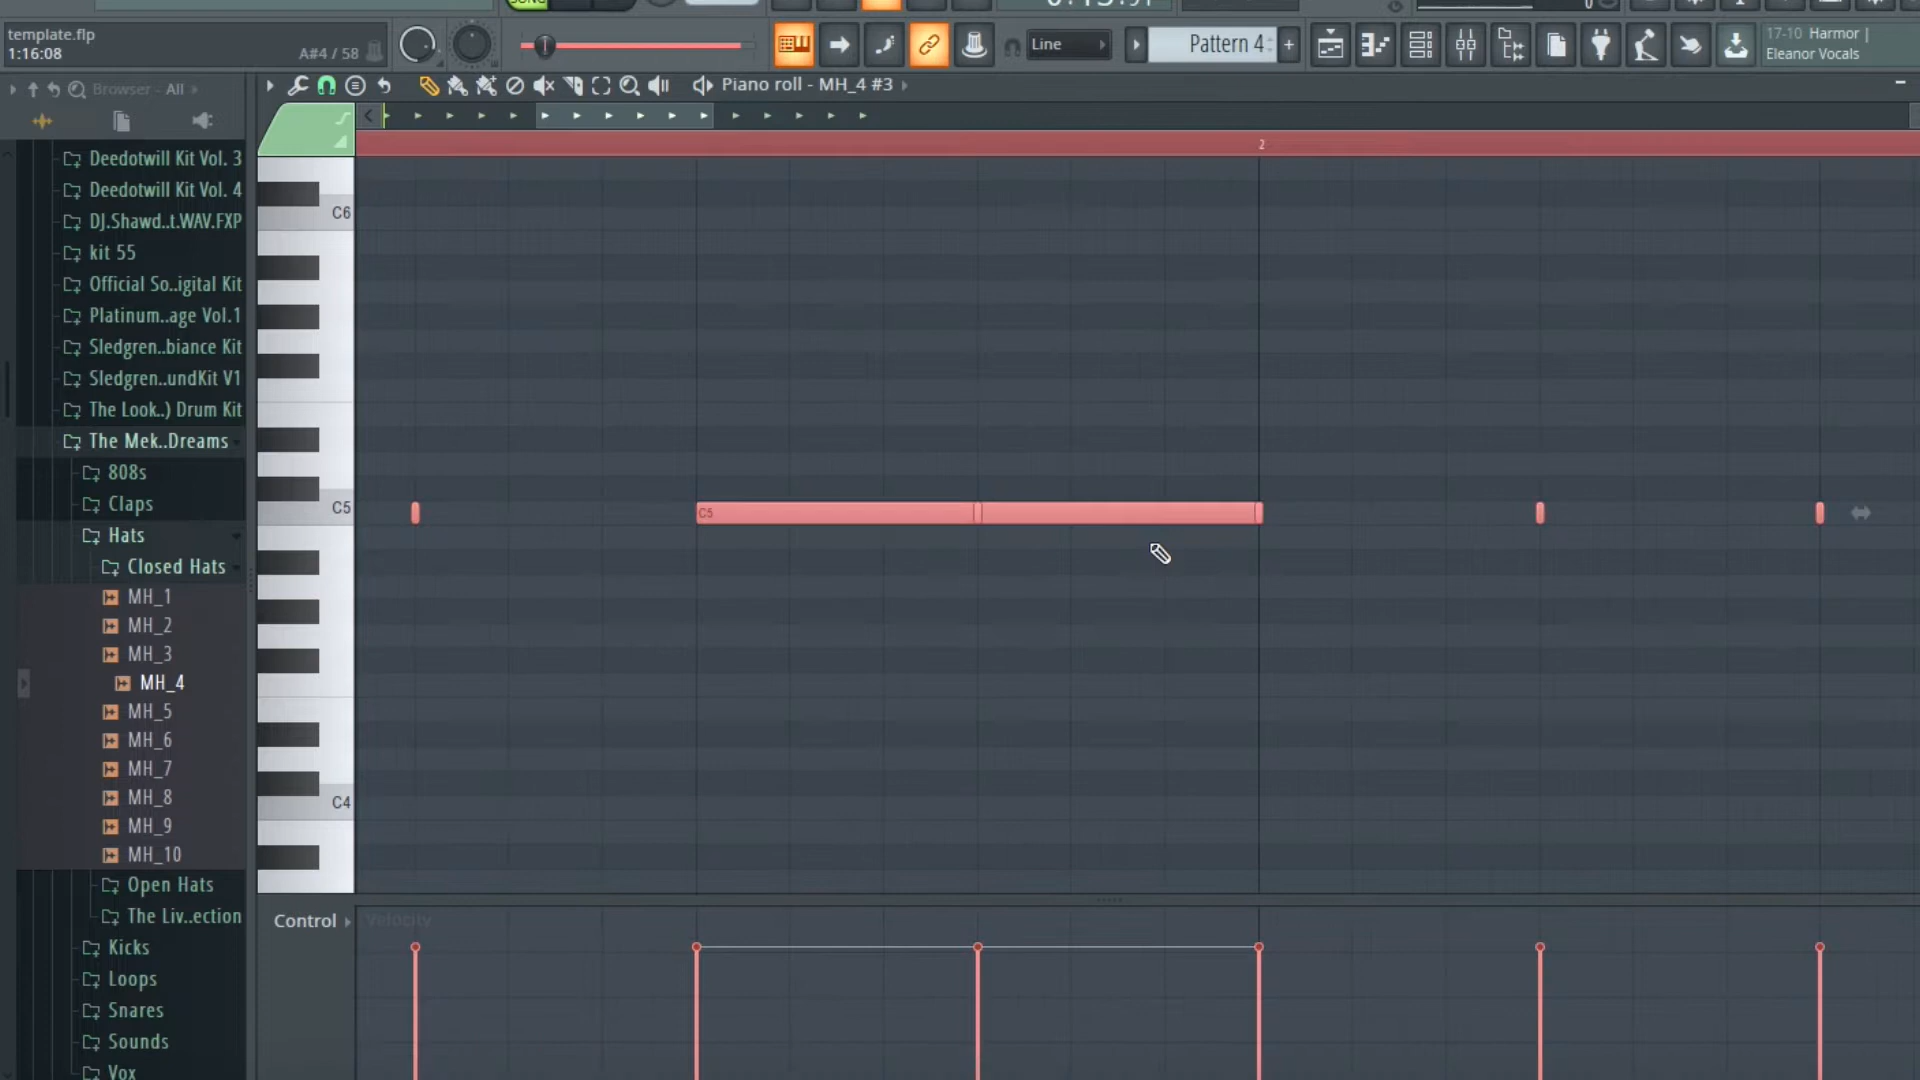 template.flp
1:16:08
A#4 / 58
Line
Pattern 4
17-10 Harmor |
Eleanor Vocals
Browser - All
Piano roll - MH_4 #3
2
Deedotwill Kit Vol. 3
Deedotwill Kit Vol. 4
DJ.Shawd..t.WAV.FXP
kit 55
Official So..igital Kit
Platinum..age Vol.1
Sledgren..biance Kit
Sledgren..undKit V1
The Look..) Drum Kit
The Mek..Dreams
808s
Claps
Hats
Closed Hats
MH_1
MH_2
MH_3
MH_4
MH_5
MH_6
MH_7
MH_8
MH_9
MH_10
Open Hats
The Liv..ection
Kicks
Loops
Snares
Sounds
Vox
C6
C5
C5
C4
Control
Velocity